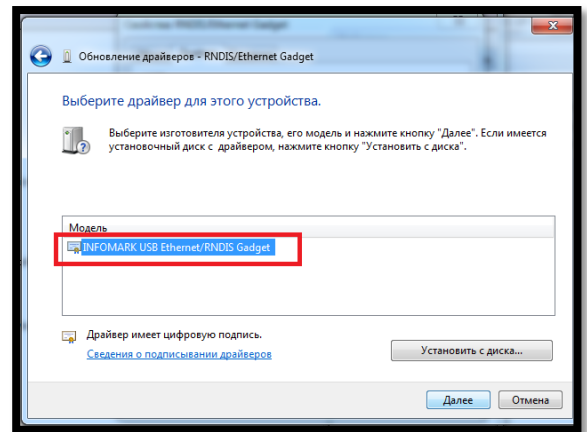 Обновление драйверов - RNDIS/Ethernet Gadget
Выберите драйвер для этого устройства.
Выберите изготовителя устройства, его модель и нажмите кнопку "Далее". Если имеется
установочный диск с драйвером, нажмите кнопку "Установить с диска".
Модель
INFOMARK USB Ethernet/RNDIS Gadget
Драйвер имеет цифровую подпись.
Сведения о подписывании драйверов
Установить с диска...
Далее
Отмена